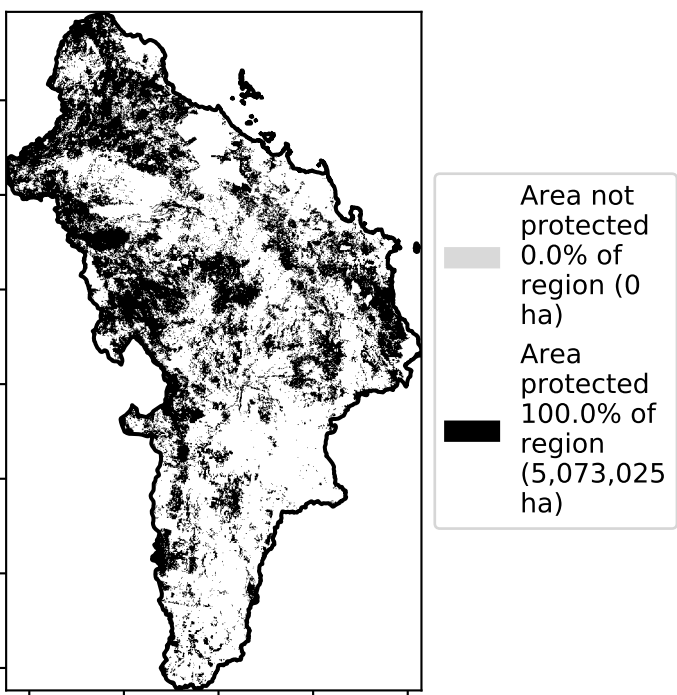 Area not
protected
0.0% of
region (0
ha)
Area
protected
100.0% of
region
(5,073,025
ha)